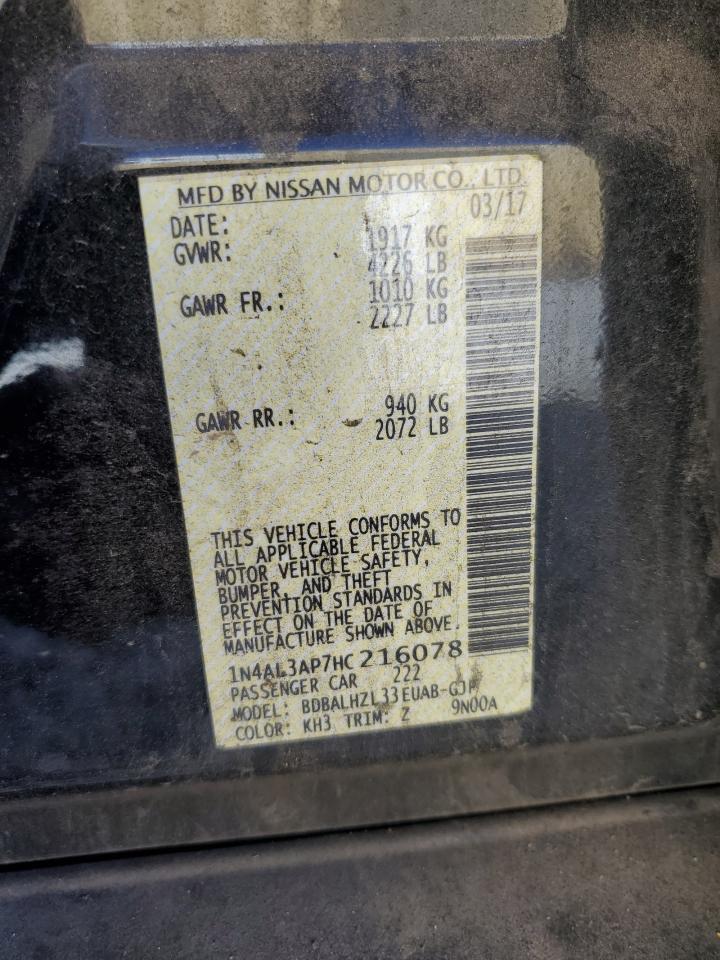 MFD BY NISSAN MOTOR CO., LTD.
DATE: 03/17
GVWR: 1917 KG
4226 LB
GAWR FR.: 1010 KG
2227 LB
GAWR RR.: 940 KG
2072 LB
THIS VEHICLE CONFORMS TO
ALL APPLICABLE FEDERAL
MOTOR VEHICLE SAFETY,
BUMPER, AND THEFT
PREVENTION STANDARDS IN
EFFECT ON THE DATE OF
MANUFACTURE SHOWN ABOVE.
1N4AL3AP7HC216078
PASSENGER CAR 222
MODEL: BDBALHZL33EUAB-GJP
COLOR: KH3 TRIM: Z 9N00A